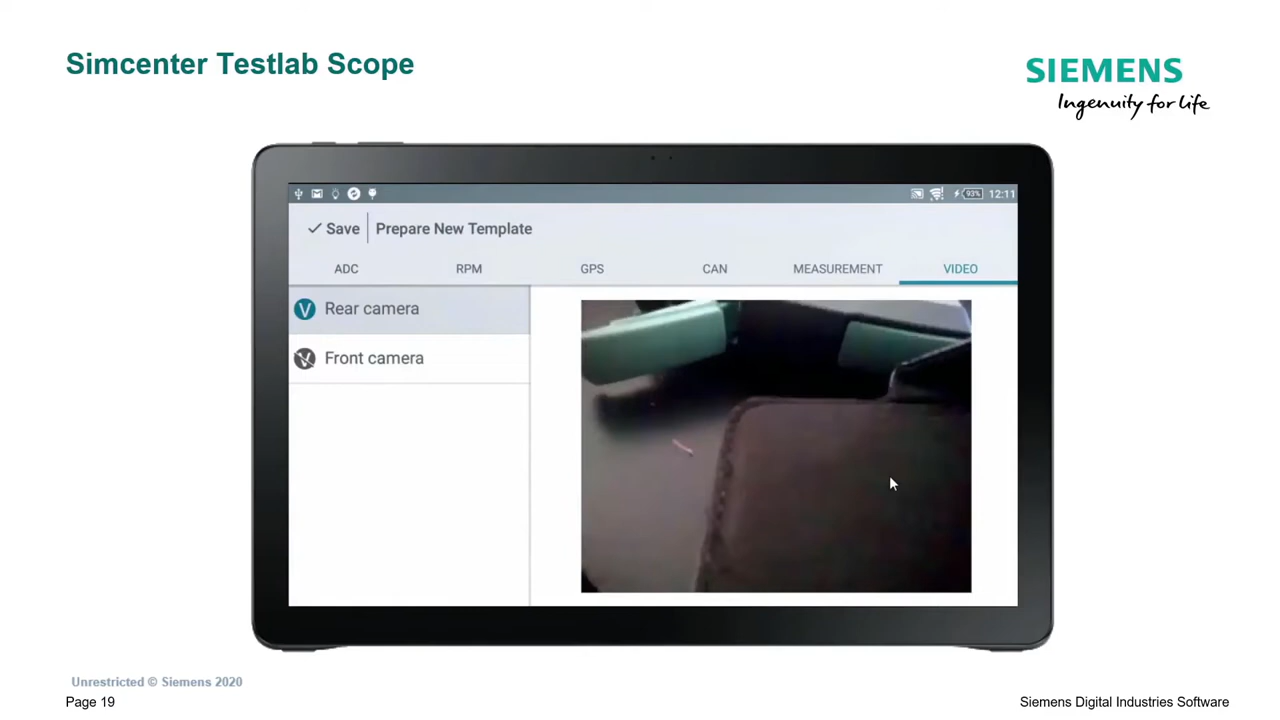 Simcenter Testlab Scope
SIEMENS
Ingenuity for life
93% 12:11
Save Prepare New Template
ADC RPM GPS CAN MEASUREMENT VIDEO
V Rear camera
Front camera
Unrestricted © Siemens 2020
Page 19 Siemens Digital Industries Software